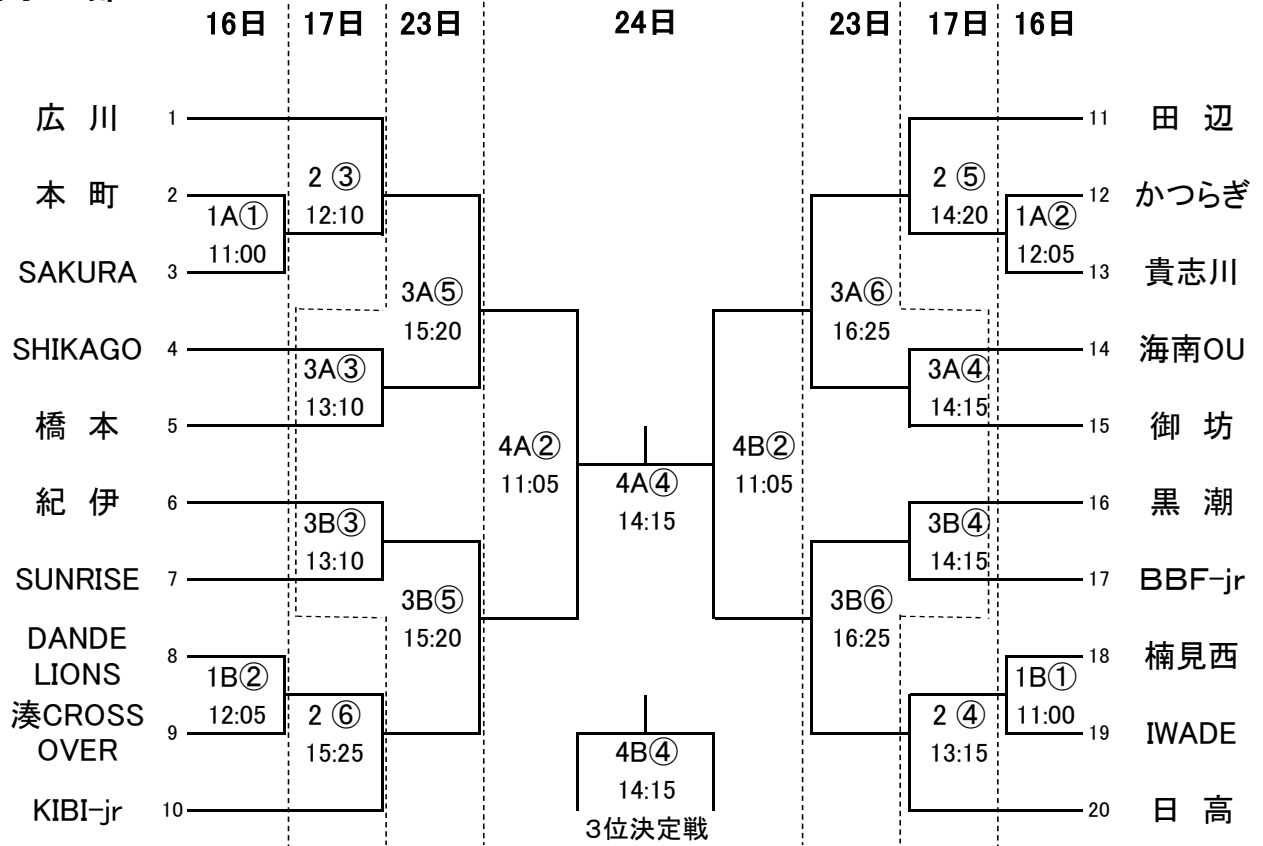 16日 17日 23日 24日 23日 17日 16日
広 川 1
11 田 辺
2 ③
12:10
2 ⑤
14:20
本 町 2
12 かつらぎ
1A①
11:00
1A②
12:05
SAKURA 3
13 貴志川
3A⑤
15:20
3A⑥
16:25
SHIKAGO 4
14 海南OU
3A③
13:10
3A④
14:15
橋 本 5
15 御 坊
4A②
11:05
4A④
14:15
4B②
11:05
紀 伊 6
16 黒 潮
3B③
13:10
3B④
14:15
SUNRISE 7
17 BBF-jr
3B⑤
15:20
3B⑥
16:25
DANDE
LIONS 8
18 楠見西
1B②
12:05
1B①
11:00
湊CROSS
OVER 9
19 IWADE
2 ⑥
15:25
2 ④
13:15
4B④
14:15
3位決定戦
KIBI-jr 10
20 日 高